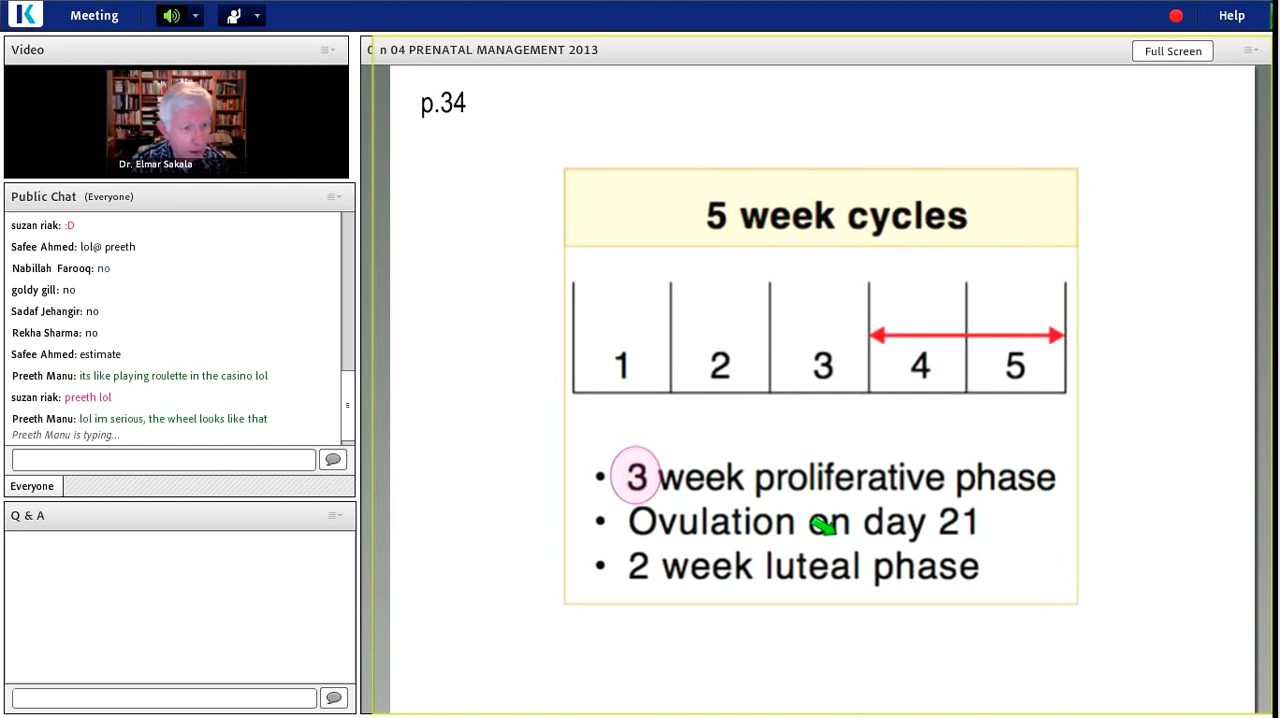 Meeting
Help
Video
Dr. Elmar Sakala
Public Chat (Everyone)
suzan riak: :D
Safee Ahmed: lol@ preeth
Nabillah Farooq: no
goldy gill: no
Sadaf Jehangir: no
Rekha Sharma: no
Safee Ahmed: estimate
Preeth Manu: its like playing roulette in the casino lol
suzan riak: preeth lol
Preeth Manu: lol im serious, the wheel looks like that
Preeth Manu is typing...
Everyone
Q & A
n 04 PRENATAL MANAGEMENT 2013
Full Screen
p.34
5 week cycles
1 2 3 4 5
• 3 week proliferative phase
• Ovulation on day 21
• 2 week luteal phase